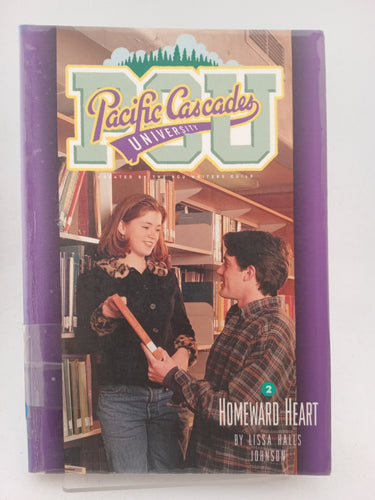 PCU
Pacific Cascades
UNIVERSITY
CREATED BY THE PCU WRITERS GUILD
2
HOMEWARD HEART
BY LISSA HALLS
JOHNSON